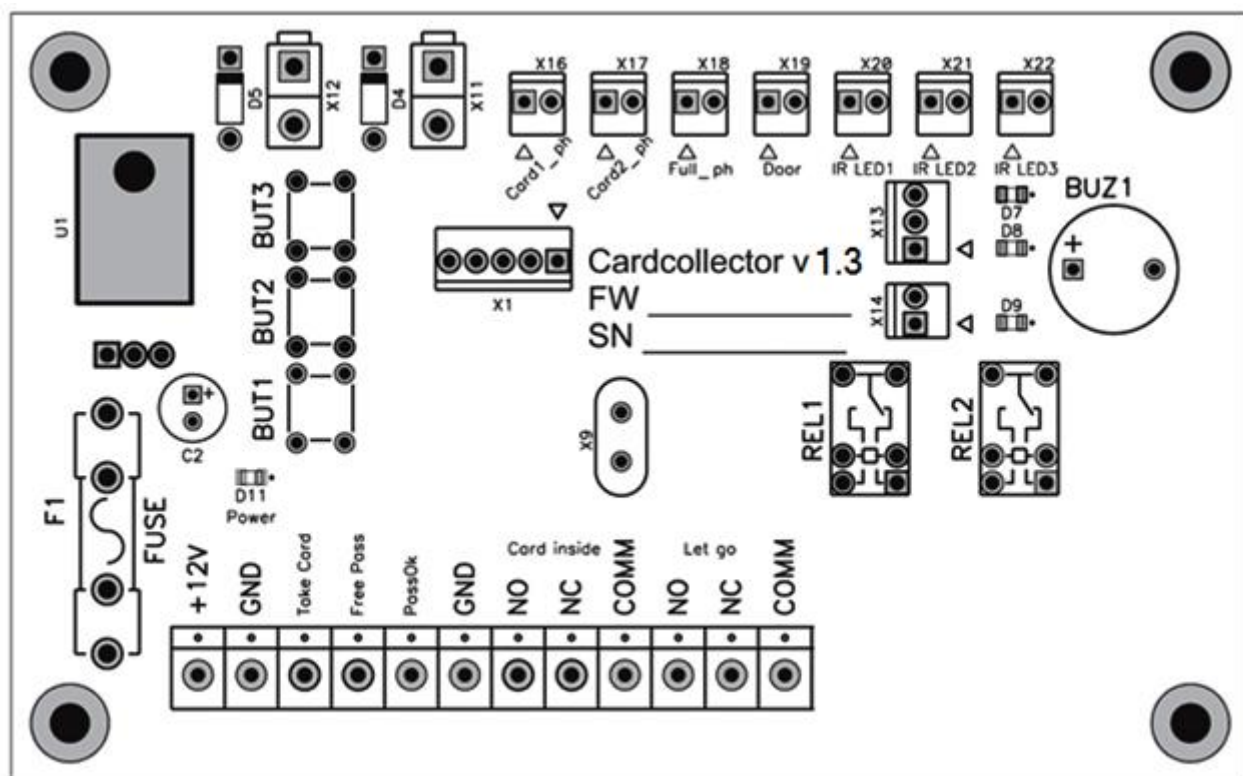 D5
X12
D4
X11
X16
X17
X18
X19
X20
X21
X22
Card1_ph
Card2_ph
Full_ph
Door
IR LED1
IR LED2
IR LED3
U1
BUT3
BUT2
BUT1
X1
Cardcollector v 1.3
FW
SN
X13
X14
D7
D8
D9
BUZ1
+
C2
+
D11
Power
F1
FUSE
X9
REL1
REL2
Card inside
Let go
+12V
GND
Take Card
Free Pass
PassOk
GND
NO
NC
COMM
NO
NC
COMM